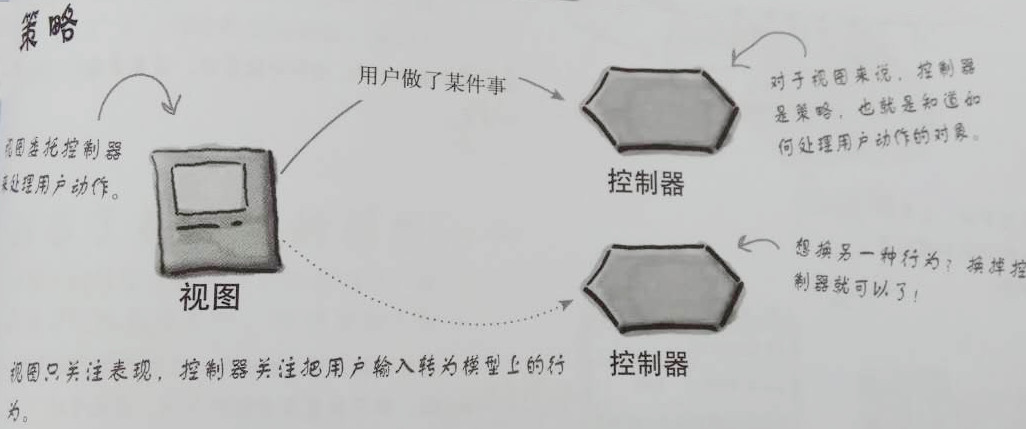 策略
用户做了某件事
对于视图来说，控制器
是策略，也就是知道如
何处理用户动作的对象。
视图委托控制器
来处理用户动作。
控制器
视图
想换另一种行为？换掉控
制器就可以了！
控制器
视图只关注表现，控制器关注把用户输入转为模型上的行
为。